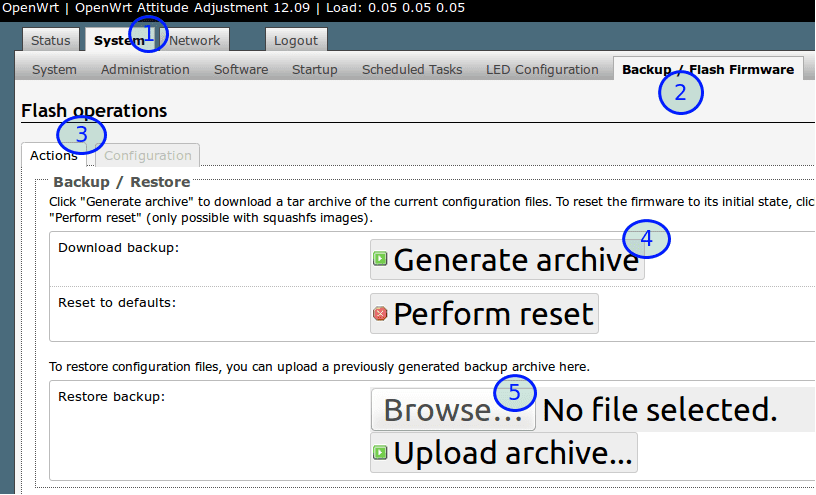 OpenWrt | OpenWrt Attitude Adjustment 12.09 | Load: 0.05 0.05 0.05
1
Status System Network Logout
System Administration Software Startup Scheduled Tasks LED Configuration Backup / Flash Firmware
2
Flash operations
3
Actions Configuration
Backup / Restore
Click "Generate archive" to download a tar archive of the current configuration files. To reset the firmware to its initial state, clic
"Perform reset" (only possible with squashfs images).
4
Download backup: Generate archive
Reset to defaults: Perform reset
To restore configuration files, you can upload a previously generated backup archive here.
5
Restore backup: Browse... No file selected.
Upload archive...